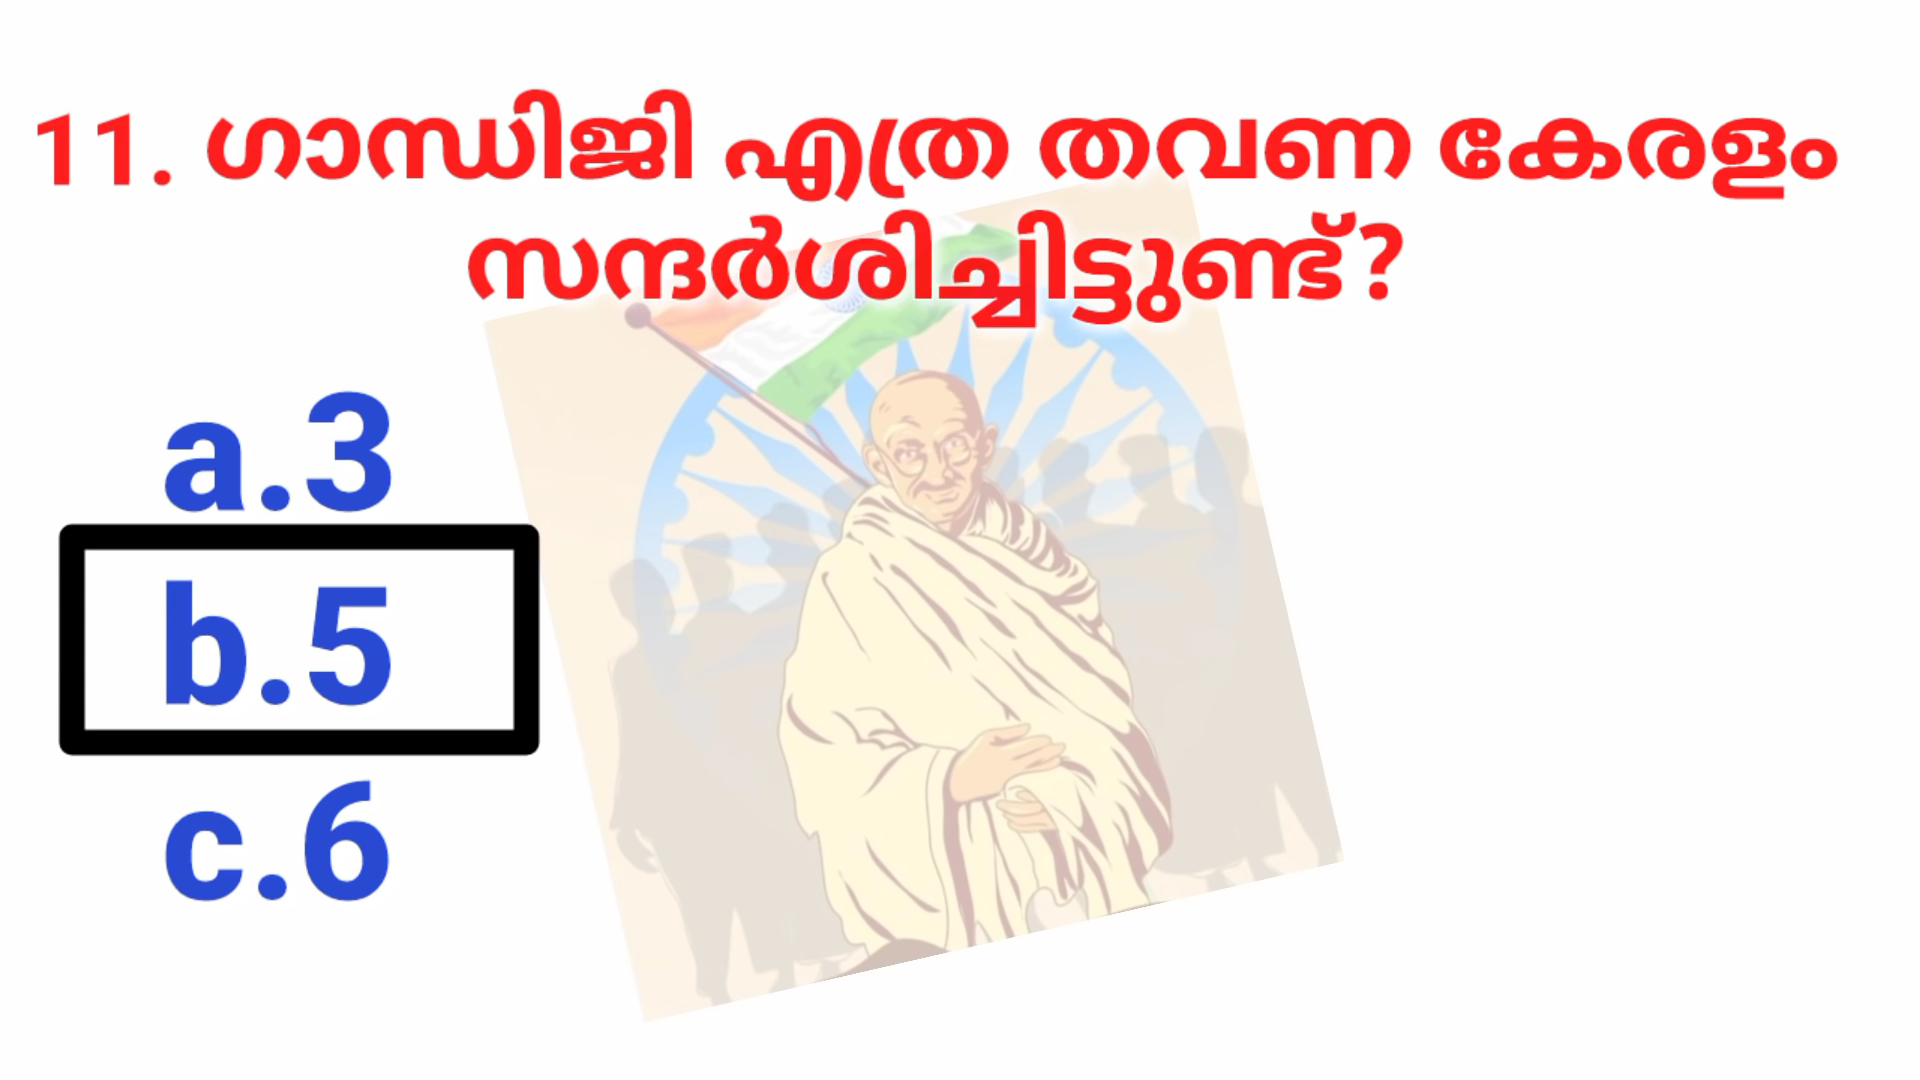 11. ഗാന്ധിജി എത്ര തവണ കേരളം
സന്ദർശിച്ചിട്ടുണ്ട്?
a.3
b.5
c.6